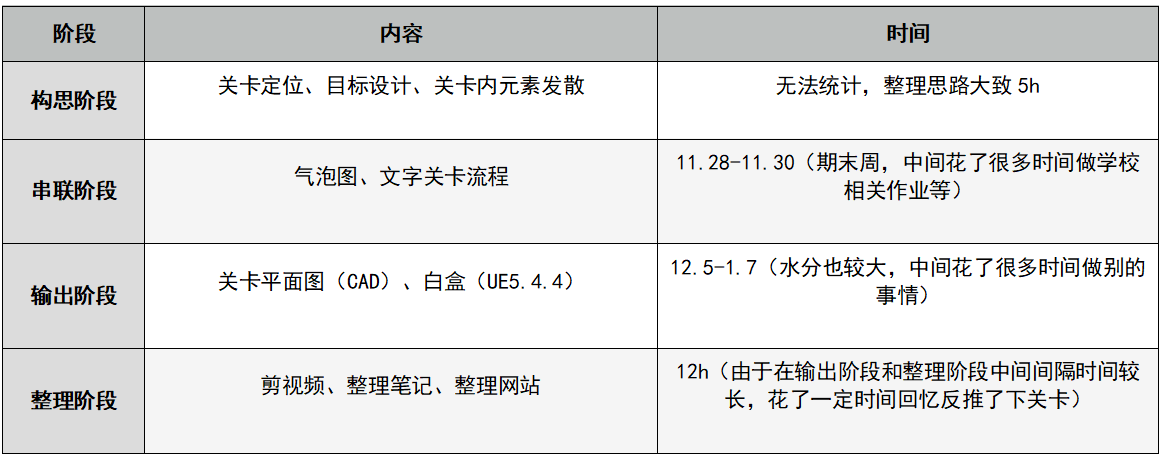 阶段 内容 时间
构思阶段 关卡定位、目标设计、关卡内元素发散 无法统计，整理思路大致 5h
串联阶段 气泡图、文字关卡流程 11.28-11.30（期末周，中间花了很多时间做学校
相关作业等）
输出阶段 关卡平面图（CAD）、白盒（UE5.4.4） 12.5-1.7（水分也较大，中间花了很多时间做别的
事情）
整理阶段 剪视频、整理笔记、整理网站 12h（由于在输出阶段和整理阶段中间间隔时间较
长，花了一定时间回忆反推了下关卡）